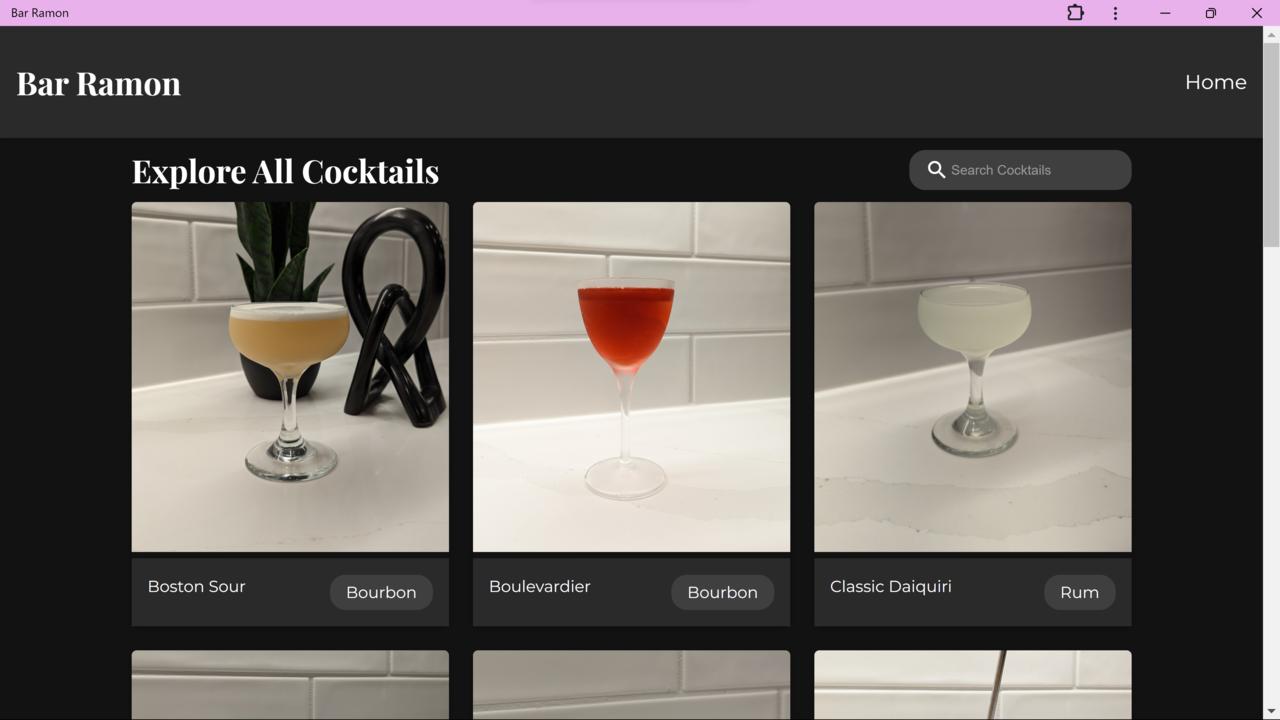 Bar Ramon
Bar Ramon
Home
Explore All Cocktails
Search Cocktails
Boston Sour
Bourbon
Boulevardier
Bourbon
Classic Daiquiri
Rum